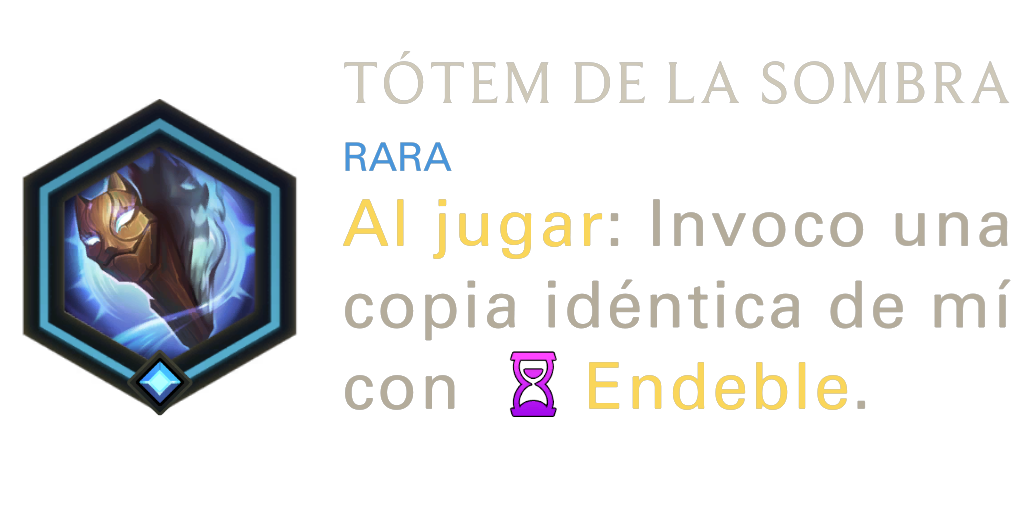 TÓTEM DE LA SOMBRA
RARA
Al jugar: Invoco una
copia idéntica de mí
con Endeble.